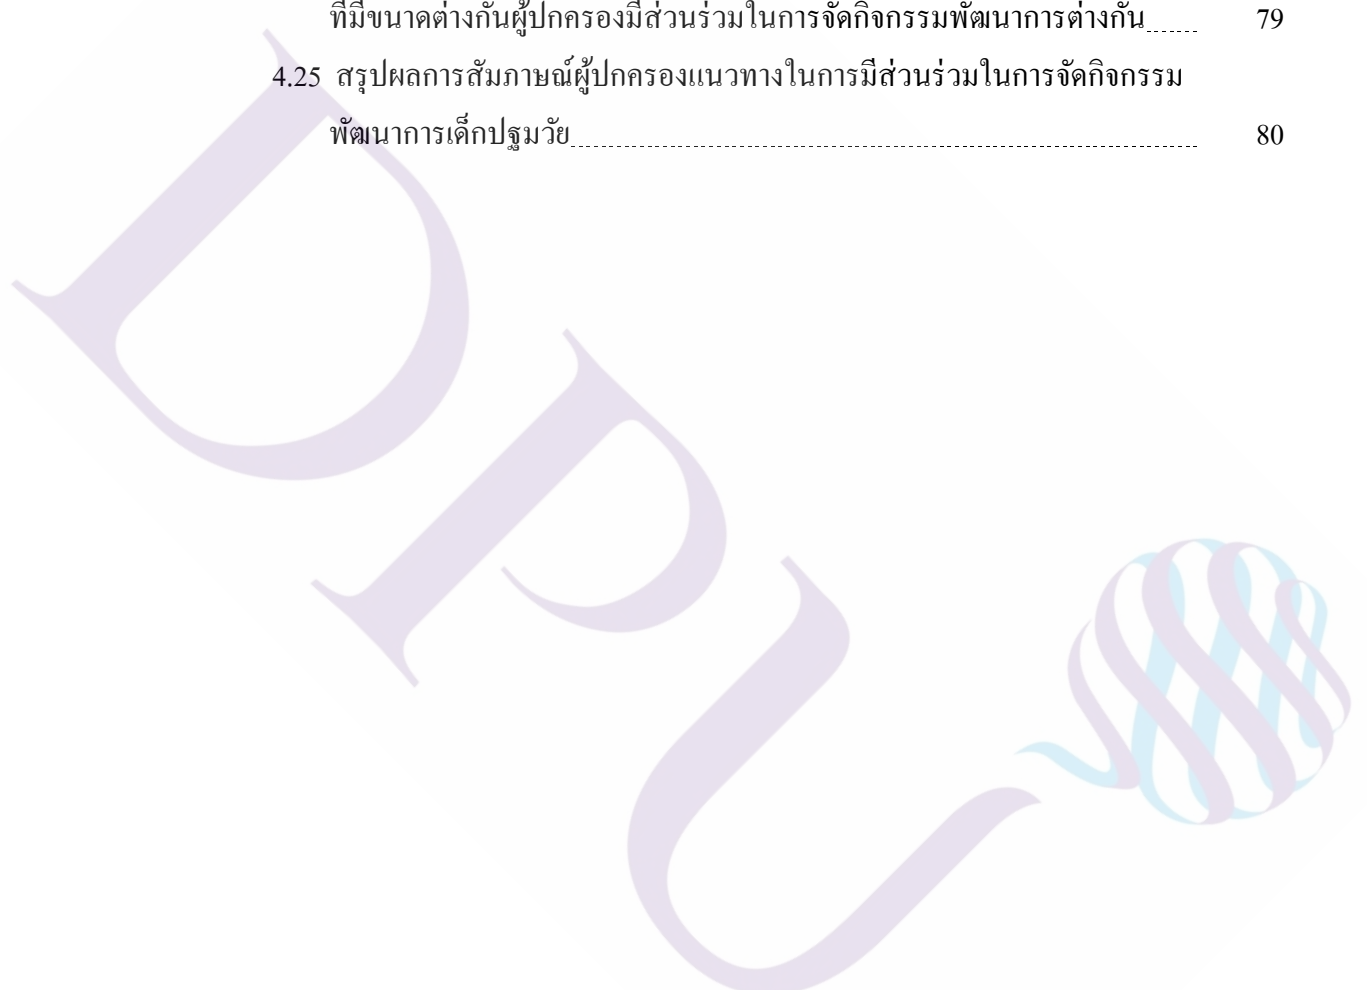 ที่มีขนาดต่างกันผู้ปกครองมีส่วนร่วมในการจัดกิจกรรมพัฒนาการต่างกัน 79
4.25 สรุปผลการสัมภาษณ์ผู้ปกครองแนวทางในการมีส่วนร่วมในการจัดกิจกรรม
พัฒนาการเด็กปฐมวัย 80
DPU